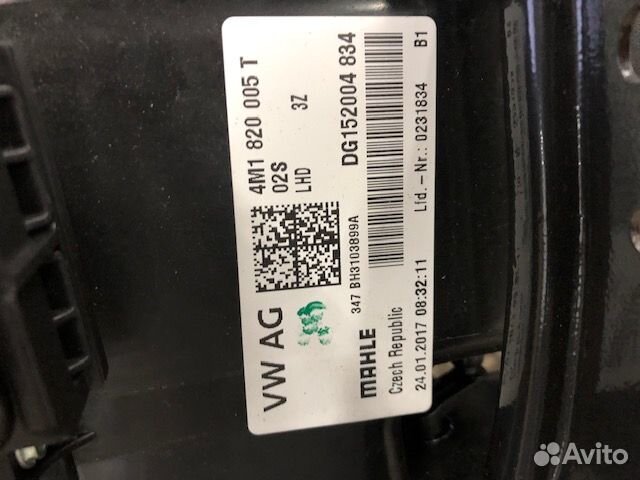 VW AG
4M1 820 005 T
02S 3Z
LHD
347 BH3103899A
DG152004 834
MAHLE
Czech Republic
24.01.2017 08:32:11 Lfd.-Nr.: 0231834 B1
Avito